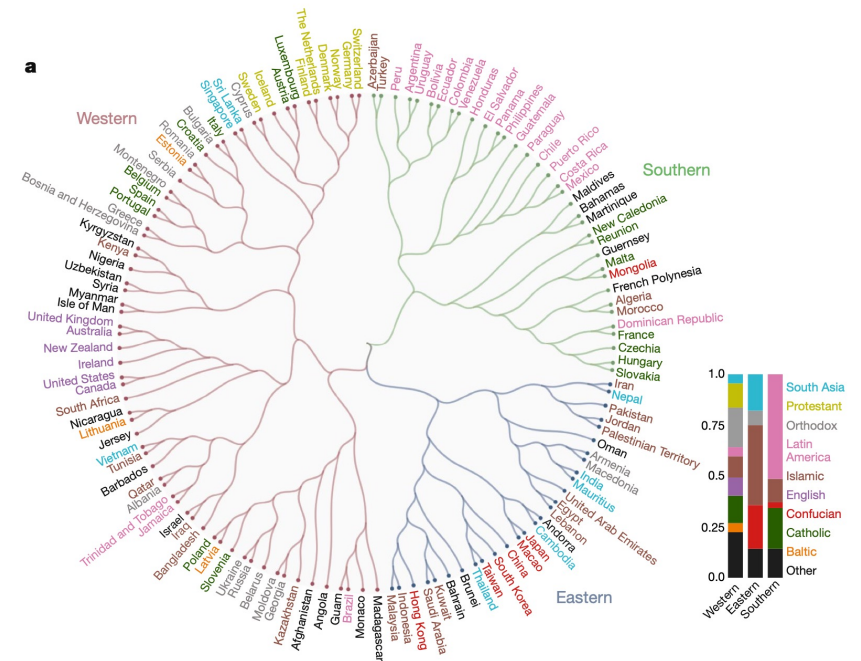 a
Western
Southern
Eastern
Azerbaijan
Turkey
Peru
Argentina
Uruguay
Bolivia
Ecuador
Colombia
Venezuela
Honduras
El Salvador
Panama
Philippines
Guatemala
Paraguay
Chile
Puerto Rico
Costa Rica
Mexico
Maldives
Bahamas
Martinique
New Caledonia
Reunion
Guernsey
Malta
Mongolia
French Polynesia
Algeria
Morocco
Dominican Republic
France
Czechia
Hungary
Slovakia
Iran
Nepal
Pakistan
Jordan
Palestinian Territory
Oman
Armenia
Macedonia
India
Mauritius
United Arab Emirates
Egypt
Lebanon
Andorra
Cambodia
Japan
Macao
China
South Korea
Taiwan
Thailand
Brunei
Bahrain
Kuwait
Saudi Arabia
Hong Kong
Indonesia
Malaysia
Madagascar
Monaco
Brazil
Guam
Angola
Afghanistan
Kazakhstan
Georgia
Moldova
Belarus
Russia
Ukraine
Slovenia
Latvia
Poland
Bangladesh
Iraq
Israel
Jamaica
Trinidad and Tobago
Albania
Qatar
Barbados
Tunisia
Vietnam
Jersey
Lithuania
Nicaragua
South Africa
Canada
United States
Ireland
New Zealand
Australia
United Kingdom
Isle of Man
Myanmar
Syria
Uzbekistan
Nigeria
Kenya
Kyrgyzstan
Bosnia and Herzegovina
Greece
Portugal
Spain
Belgium
Montenegro
Serbia
Estonia
Romania
Croatia
Bulgaria
Italy
Singapore
Sri Lanka
Cyprus
Sweden
Iceland
Austria
Luxembourg
Finland
The Netherlands
Denmark
Norway
Germany
Switzerland
1.0
0.75
0.5
0.25
0.0
Western
Eastern
Southern
South Asia
Protestant
Orthodox
Latin
America
Islamic
English
Confucian
Catholic
Baltic
Other